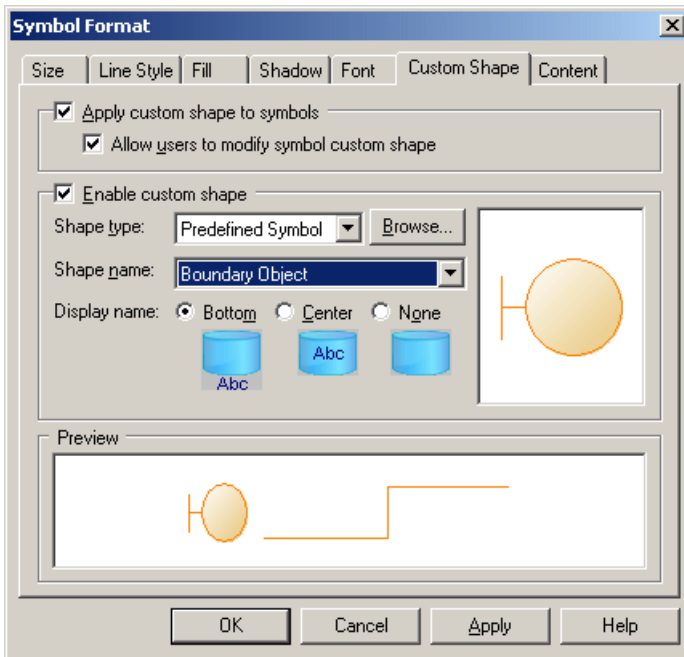 Symbol Format
Size Line Style Fill Shadow Font Custom Shape Content
Apply custom shape to symbols
Allow users to modify symbol custom shape
Enable custom shape
Shape type: Predefined Symbol Browse...
Shape name: Boundary Object
Display name: Bottom Center None
Abc
Abc
Preview
OK Cancel Apply Help